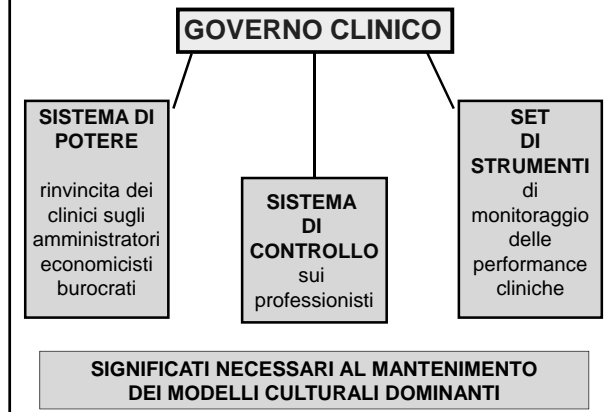 GOVERNO CLINICO
SISTEMA DI
POTERE
rinvincita dei
clinici sugli
amministratori
economicisti
burocrati
SISTEMA
DI
CONTROLLO
sui
professionisti
SET
DI
STRUMENTI
di
monitoraggio
delle
performance
cliniche
SIGNIFICATI NECESSARI AL MANTENIMENTO
DEI MODELLI CULTURALI DOMINANTI